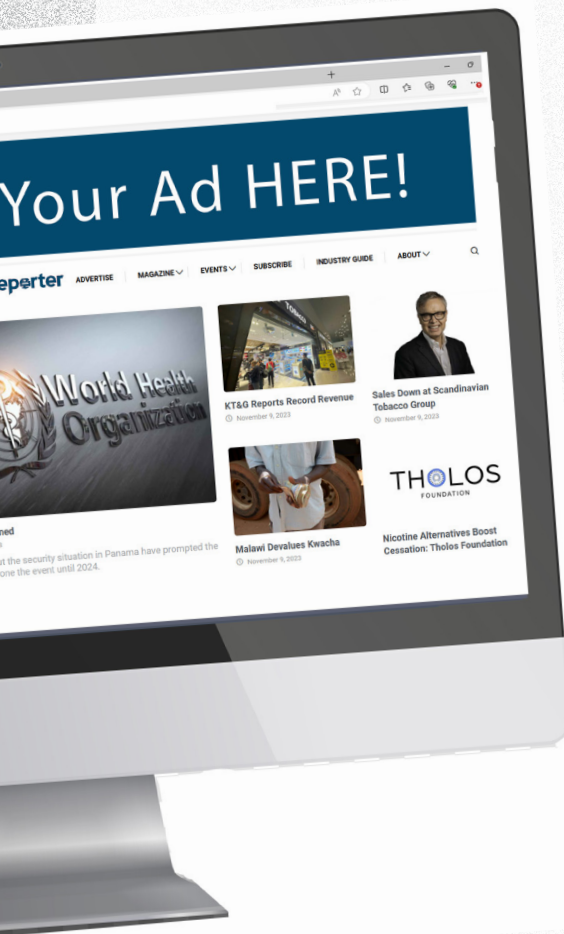 Your Ad HERE!
eporter ADVERTISE MAGAZINE EVENTS SUBSCRIBE INDUSTRY GUIDE ABOUT
World Health
Organization
TOBACCO
KT&G Reports Record Revenue
November 9, 2023
Sales Down at Scandinavian
Tobacco Group
November 9, 2023
ned
ut the security situation in Panama have prompted the
one the event until 2024.
Malawi Devalues Kwacha
November 9, 2023
THOLOS
FOUNDATION
Nicotine Alternatives Boost
Cessation: Tholos Foundation